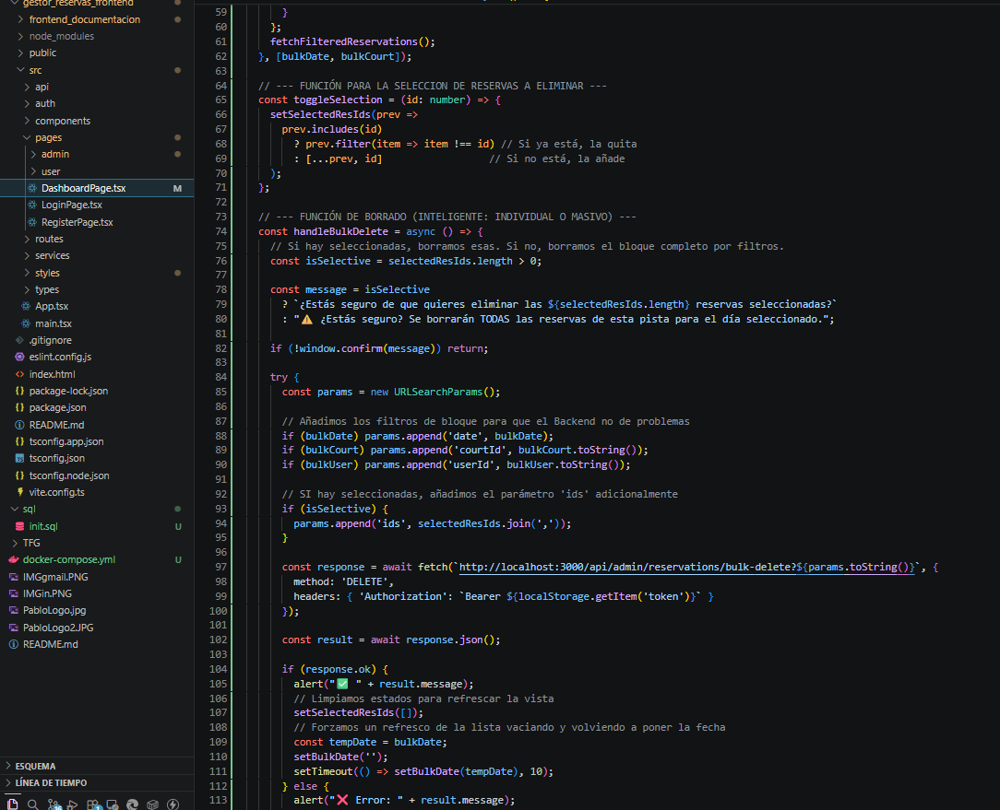 gestor_reservas_frontend
frontend_documentacion
node_modules
public
src
api
auth
components
pages
admin
user
DashboardPage.tsx M
LoginPage.tsx
RegisterPage.tsx
routes
services
styles
types
App.tsx
main.tsx
.gitignore
eslint.config.js
index.html
package-lock.json
package.json
README.md
tsconfig.app.json
tsconfig.json
tsconfig.node.json
vite.config.ts
sql
init.sql U
TFG
docker-compose.yml U
IMGgmail.PNG
IMGin.PNG
PabloLogo.jpg
PabloLogo2.JPG
README.md
ESQUEMA
LÍNEA DE TIEMPO
59 }
60 };
61 fetchFilteredReservations();
62 }, [bulkDate, bulkCourt]);
63
64 // --- FUNCIÓN PARA LA SELECCION DE RESERVAS A ELIMINAR ---
65 const toggleSelection = (id: number) => {
66 setSelectedResIds(prev =>
67 prev.includes(id)
68 ? prev.filter(item => item !== id) // Si ya está, la quita
69 : [...prev, id] // Si no está, la añade
70 );
71 };
72
73 // --- FUNCIÓN DE BORRADO (INTELIGENTE: INDIVIDUAL O MASIVO) ---
74 const handleBulkDelete = async () => {
75 // Si hay seleccionadas, borramos esas. Si no, borramos el bloque completo por filtros.
76 const isSelective = selectedResIds.length > 0;
77
78 const message = isSelective
79 ? `¿Estás seguro de que quieres eliminar las ${selectedResIds.length} reservas seleccionadas?`
80 : "⚠️ ¿Estás seguro? Se borrarán TODAS las reservas de esta pista para el día seleccionado.";
81
82 if (!window.confirm(message)) return;
83
84 try {
85 const params = new URLSearchParams();
86
87 // Añadimos los filtros de bloque para que el Backend no de problemas
88 if (bulkDate) params.append('date', bulkDate);
89 if (bulkCourt) params.append('courtId', bulkCourt.toString());
90 if (bulkUser) params.append('userId', bulkUser.toString());
91
92 // SI hay seleccionadas, añadimos el parámetro 'ids' adicionalmente
93 if (isSelective) {
94 params.append('ids', selectedResIds.join(','));
95 }
96
97 const response = await fetch(`http://localhost:3000/api/admin/reservations/bulk-delete?${params.toString()}`, {
98 method: 'DELETE',
99 headers: { 'Authorization': `Bearer ${localStorage.getItem('token')}` }
100 });
101
102 const result = await response.json();
103
104 if (response.ok) {
105 alert("✅ " + result.message);
106 // Limpiamos estados para refrescar la vista
107 setSelectedResIds([]);
108 // Forzamos un refresco de la lista vaciando y volviendo a poner la fecha
109 const tempDate = bulkDate;
110 setBulkDate('');
111 setTimeout(() => setBulkDate(tempDate), 10);
112 } else {
113 alert("❌ Error: " + result.message);